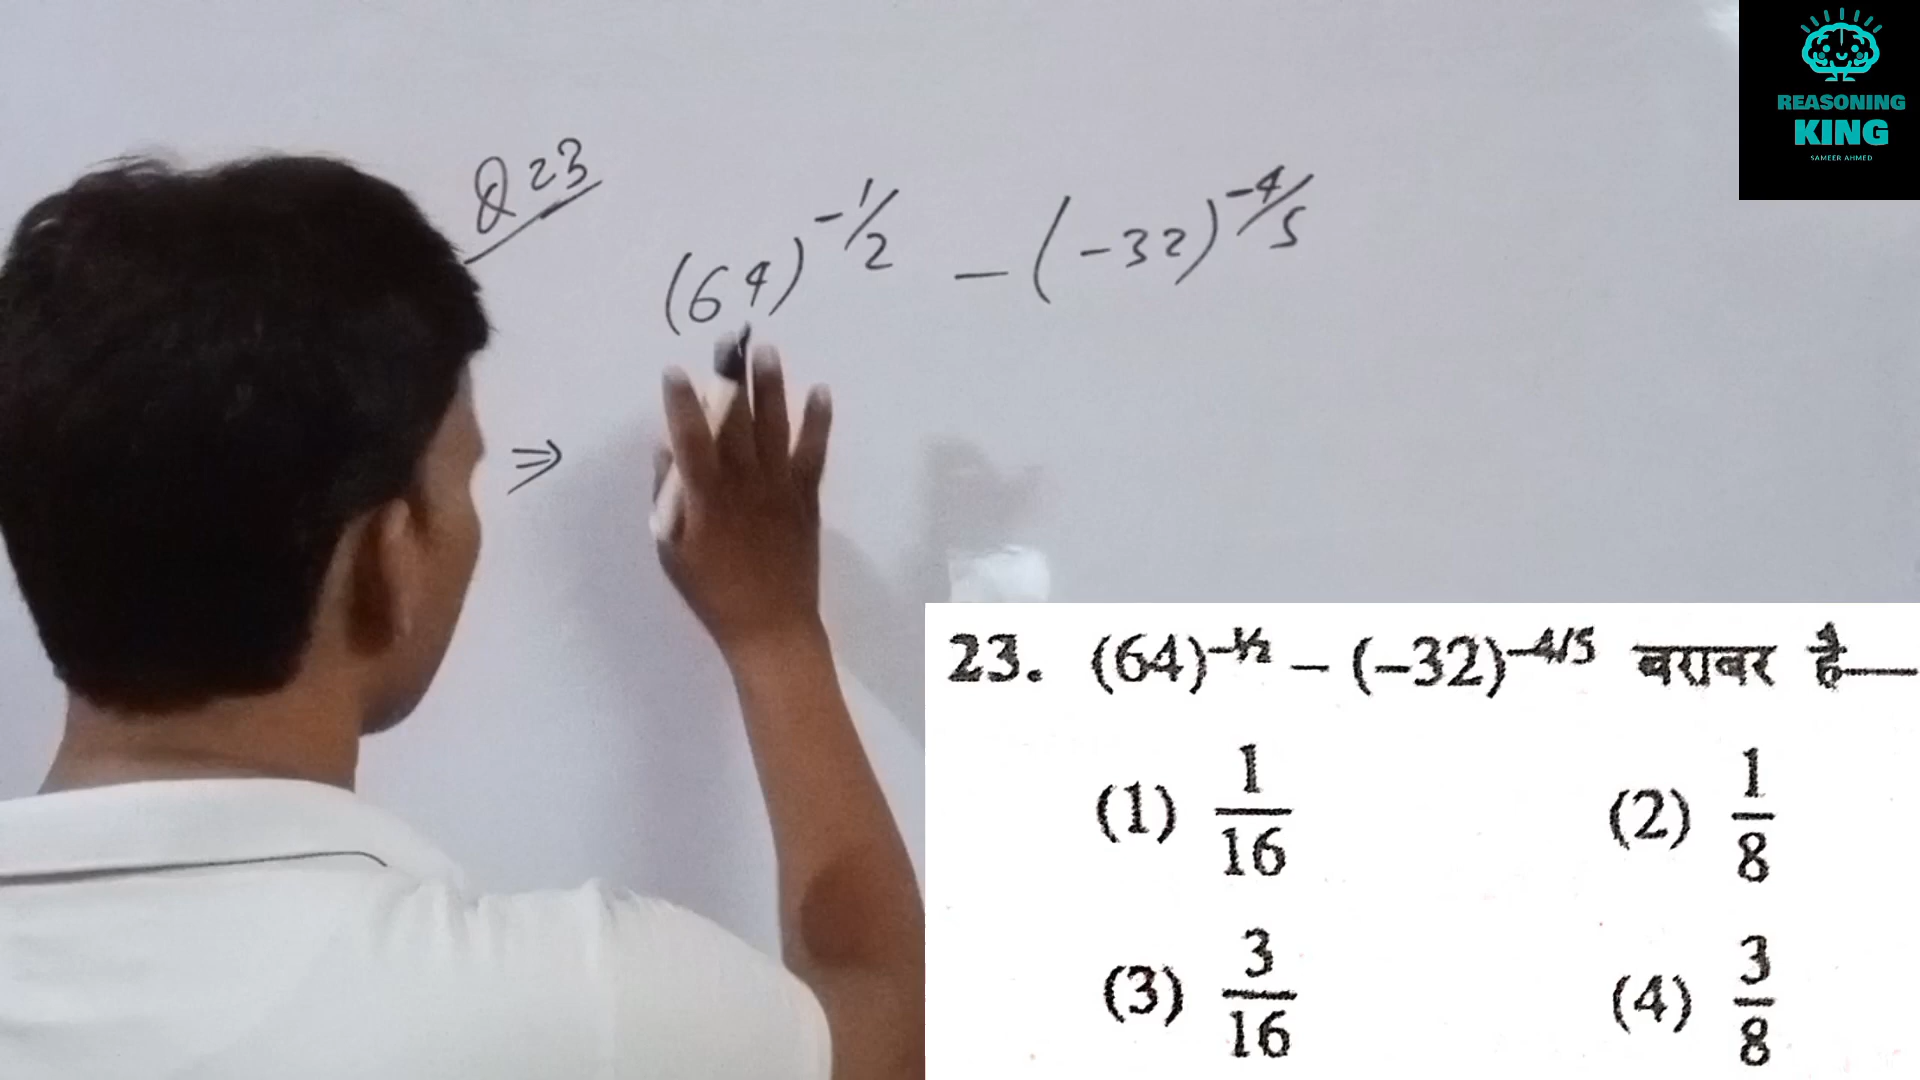 REASONING
KING
SAMEER AHMED
Q 23
(64)^-1/2 - (-32)^-4/5
⇒
23. (64)^-1/2 - (-32)^-4/5 बराबर है—
(1) 1/16 (2) 1/8
(3) 3/16 (4) 3/8